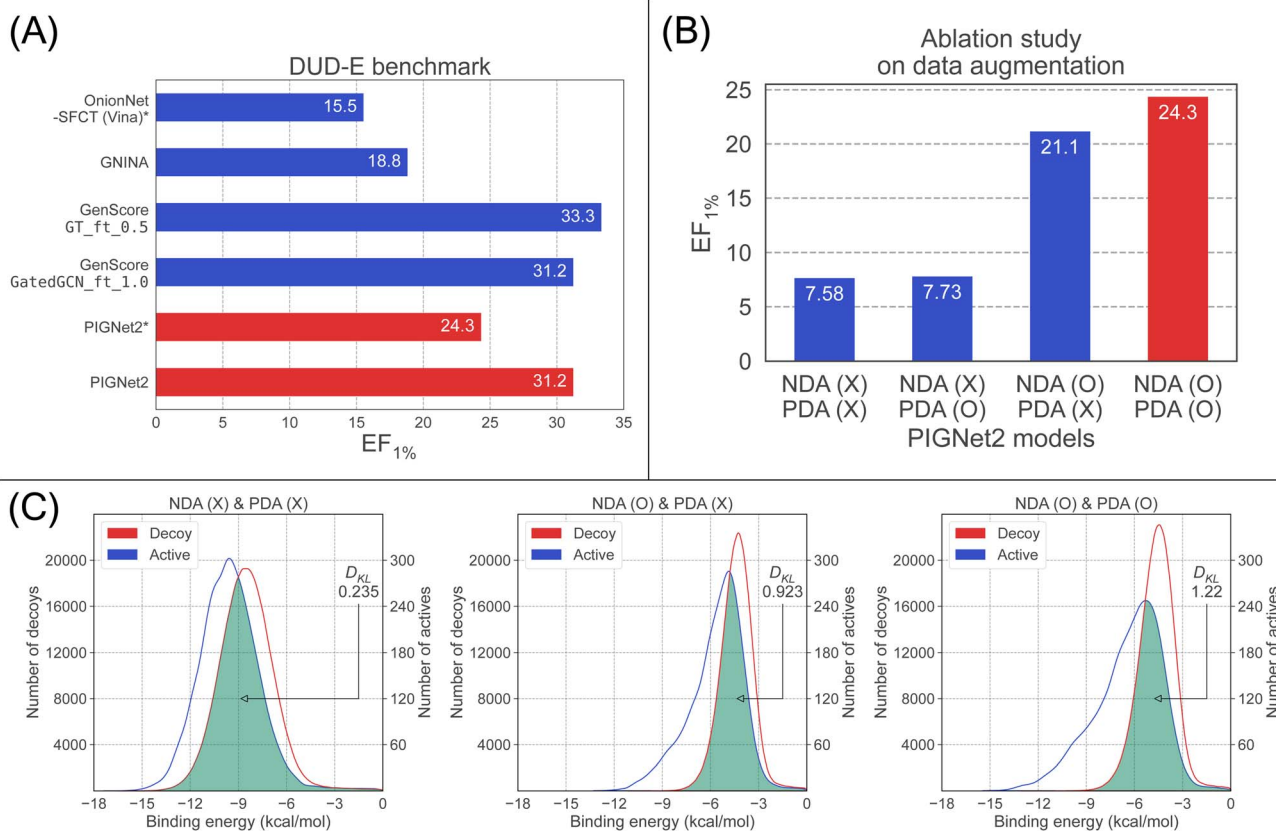 (A)
DUD-E benchmark
OnionNet
-SFCT (Vina)*
15.5
GNINA
18.8
GenScore
GT_ft_0.5
33.3
GenScore
GatedGCN_ft_1.0
31.2
PIGNet2*
24.3
PIGNet2
31.2
0 5 10 15 20 25 30 35
EF1%
(B)
Ablation study
on data augmentation
EF1%
25
20
15
10
5
0
7.58
7.73
21.1
24.3
NDA (X) NDA (X) NDA (O) NDA (O)
PDA (X) PDA (O) PDA (X) PDA (O)
PIGNet2 models
(C)
NDA (X) & PDA (X)
Decoy
Active
DKL
0.235
Number of decoys
20000
16000
12000
8000
4000
Number of actives
300
240
180
120
60
−18 −15 −12 −9 −6 −3 0
Binding energy (kcal/mol)
NDA (O) & PDA (X)
Decoy
Active
DKL
0.923
Number of decoys
20000
16000
12000
8000
4000
Number of actives
300
240
180
120
60
−18 −15 −12 −9 −6 −3 0
Binding energy (kcal/mol)
NDA (O) & PDA (O)
Decoy
Active
DKL
1.22
Number of decoys
20000
16000
12000
8000
4000
Number of actives
300
240
180
120
60
−18 −15 −12 −9 −6 −3 0
Binding energy (kcal/mol)